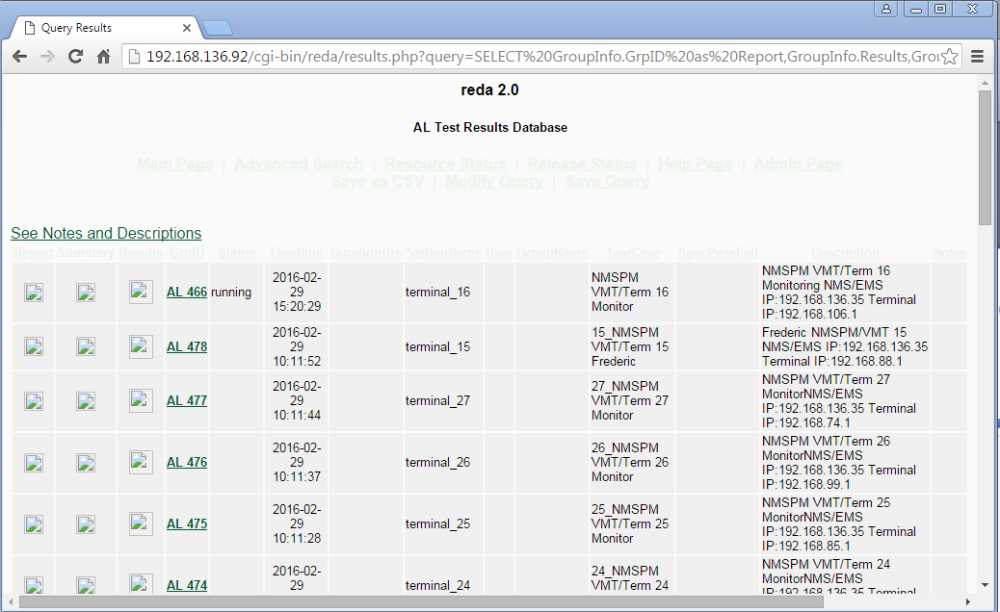 Query Results
192.168.136.92/cgi-bin/reda/results.php?query=SELECT%20GroupInfo.GrpID%20as%20Report,GroupInfo.Results,Grou
reda 2.0
AL Test Results Database
Main Page | Advanced Search | Resource Status | Release Status | Help Page | Admin Page
Save as CSV | Modify Query | Save Query
See Notes and Descriptions
Report Summary Results GrpID Status Datetime DurationHrs StationName User GroupName TestCase SpecPassFail Description Notes
AL 466 running
2016-02-
29
15:20:29
terminal_16
NMSPM
VMT/Term 16
Monitor
NMSPM VMT/Term 16
Monitoring NMS/EMS
IP:192.168.136.35 Terminal
IP:192.168.106.1
AL 478
2016-02-
29
10:11:52
terminal_15
15_NMSPM
VMT/Term 15
Frederic
Frederic NMSPM/VMT 15
NMS/EMS IP:192.168.136.35
Terminal IP:192.168.88.1
AL 477
2016-02-
29
10:11:44
terminal_27
27_NMSPM
VMT/Term 27
Monitor
NMSPM VMT/Term 27
MonitorNMS/EMS
IP:192.168.136.35 Terminal
IP:192.168.74.1
AL 476
2016-02-
29
10:11:37
terminal_26
26_NMSPM
VMT/Term 26
Monitor
NMSPM VMT/Term 26
MonitorNMS/EMS
IP:192.168.136.35 Terminal
IP:192.168.99.1
AL 475
2016-02-
29
10:11:28
terminal_25
25_NMSPM
VMT/Term 25
Monitor
NMSPM VMT/Term 25
MonitorNMS/EMS
IP:192.168.136.35 Terminal
IP:192.168.85.1
AL 474
2016-02-
29
terminal_24
24_NMSPM
VMT/Term 24
NMSPM VMT/Term 24
MonitorNMS/EMS
IP:192.168.136.35 Terminal